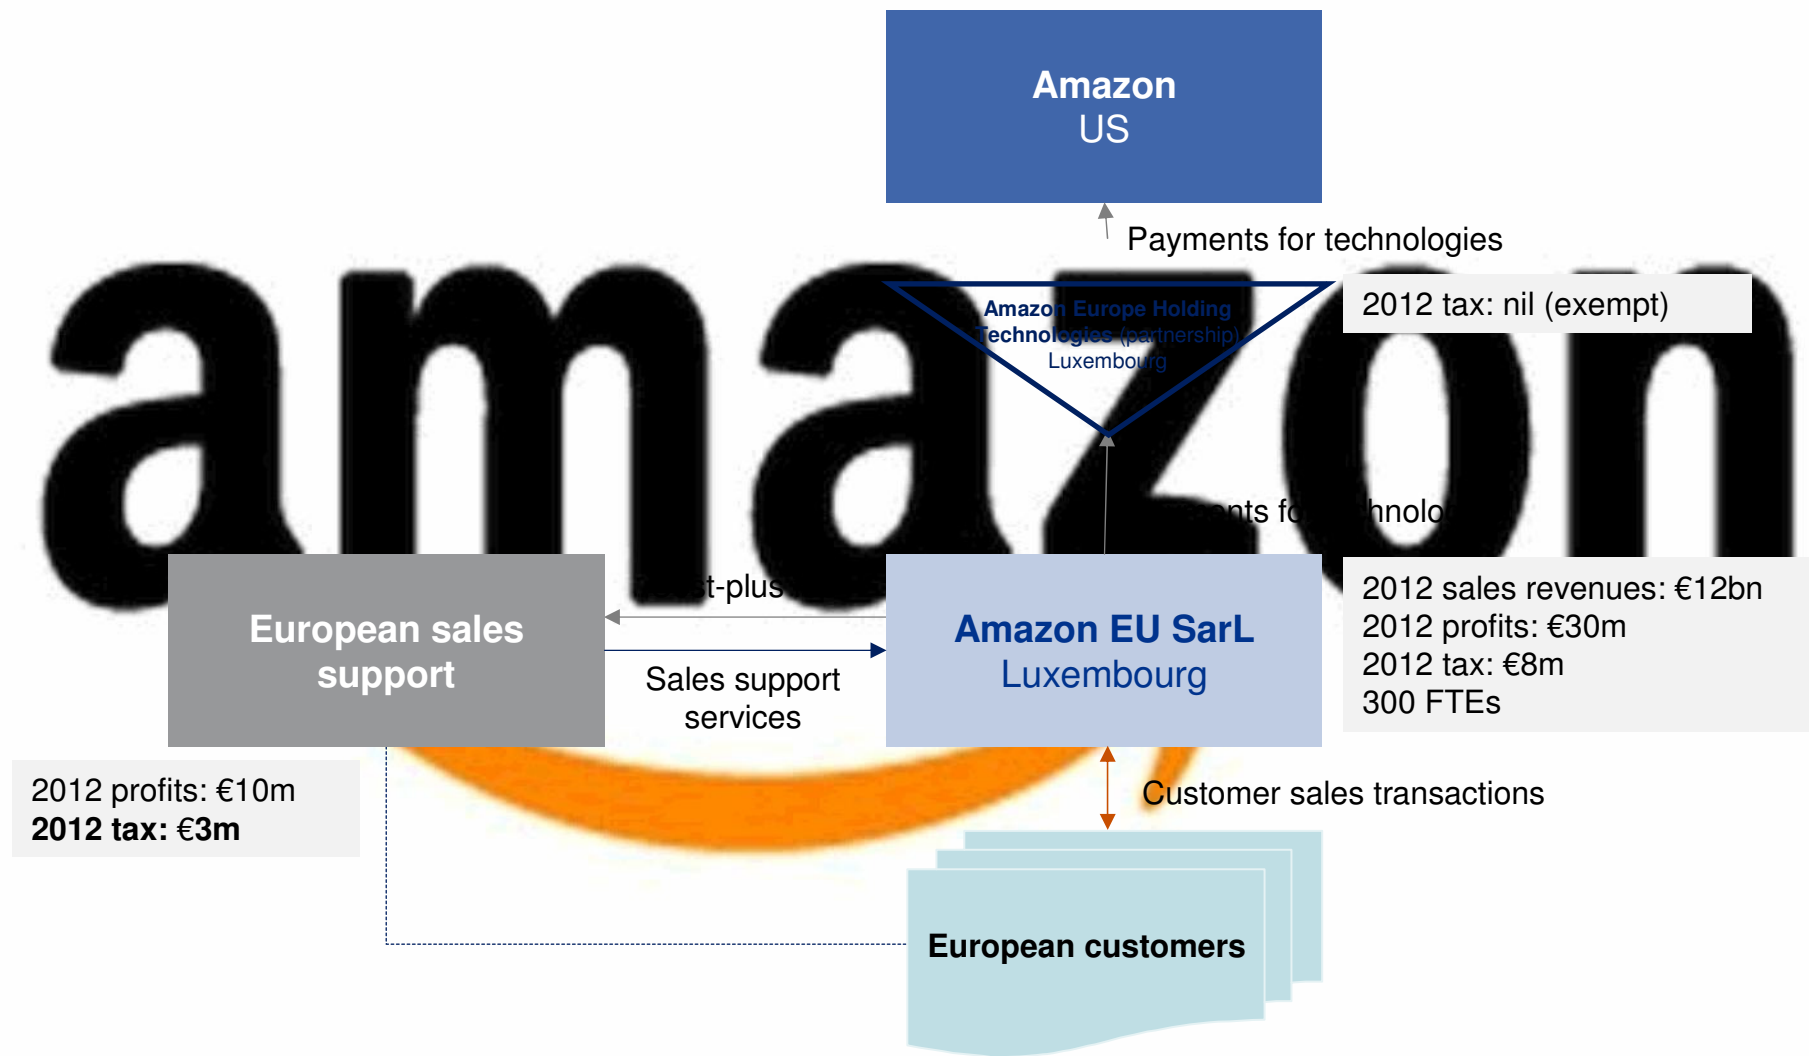 Amazon
US
Payments for technologies
amazon
Amazon Europe Holding
Technologies (partnership)
Luxembourg
2012 tax: nil (exempt)
European sales
support
Sales support
services
Amazon EU SarL
Luxembourg
2012 sales revenues: €12bn
2012 profits: €30m
2012 tax: €8m
300 FTEs
2012 profits: €10m
2012 tax: €3m
Customer sales transactions
European customers